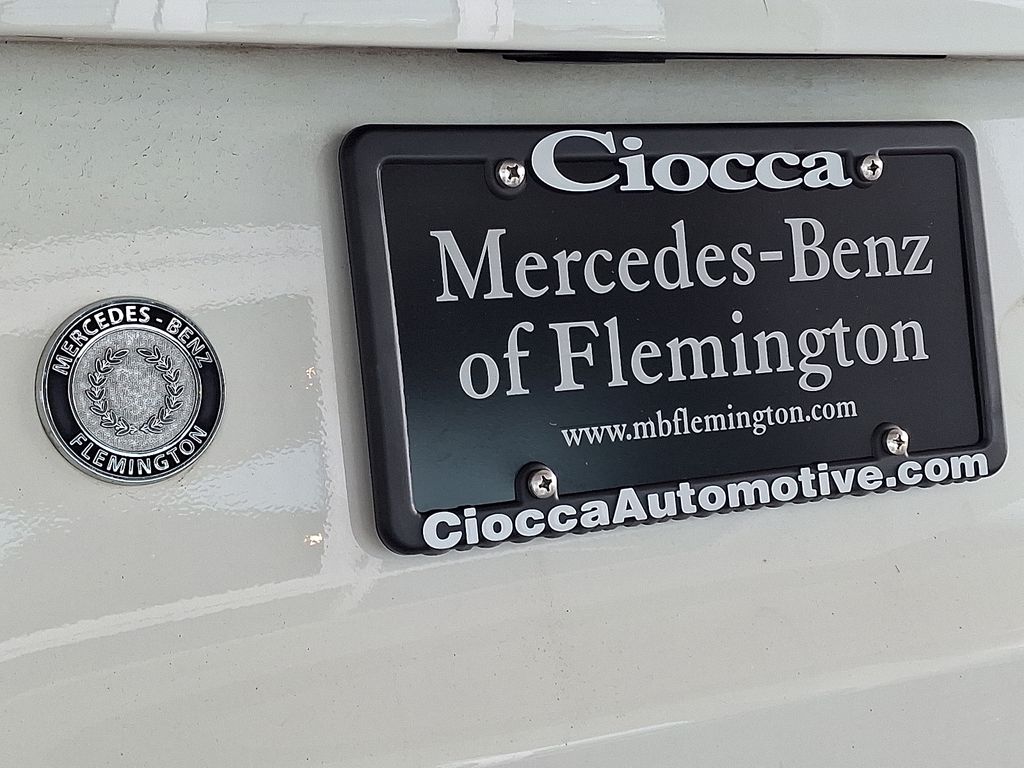 MERCEDES - BENZ
FLEMINGTON
Ciocca
Mercedes-Benz
of Flemington
www.mbflemington.com
CioccaAutomotive.com